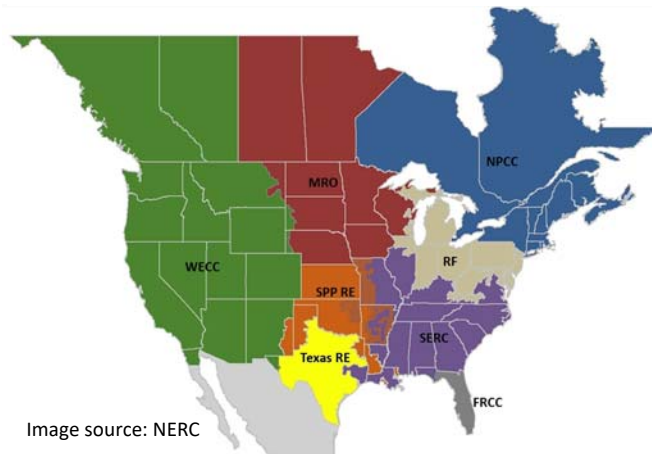 NPCC
MRO
RF
WECC
SPP RE
SERC
Texas RE
FRCC
Image source: NERC